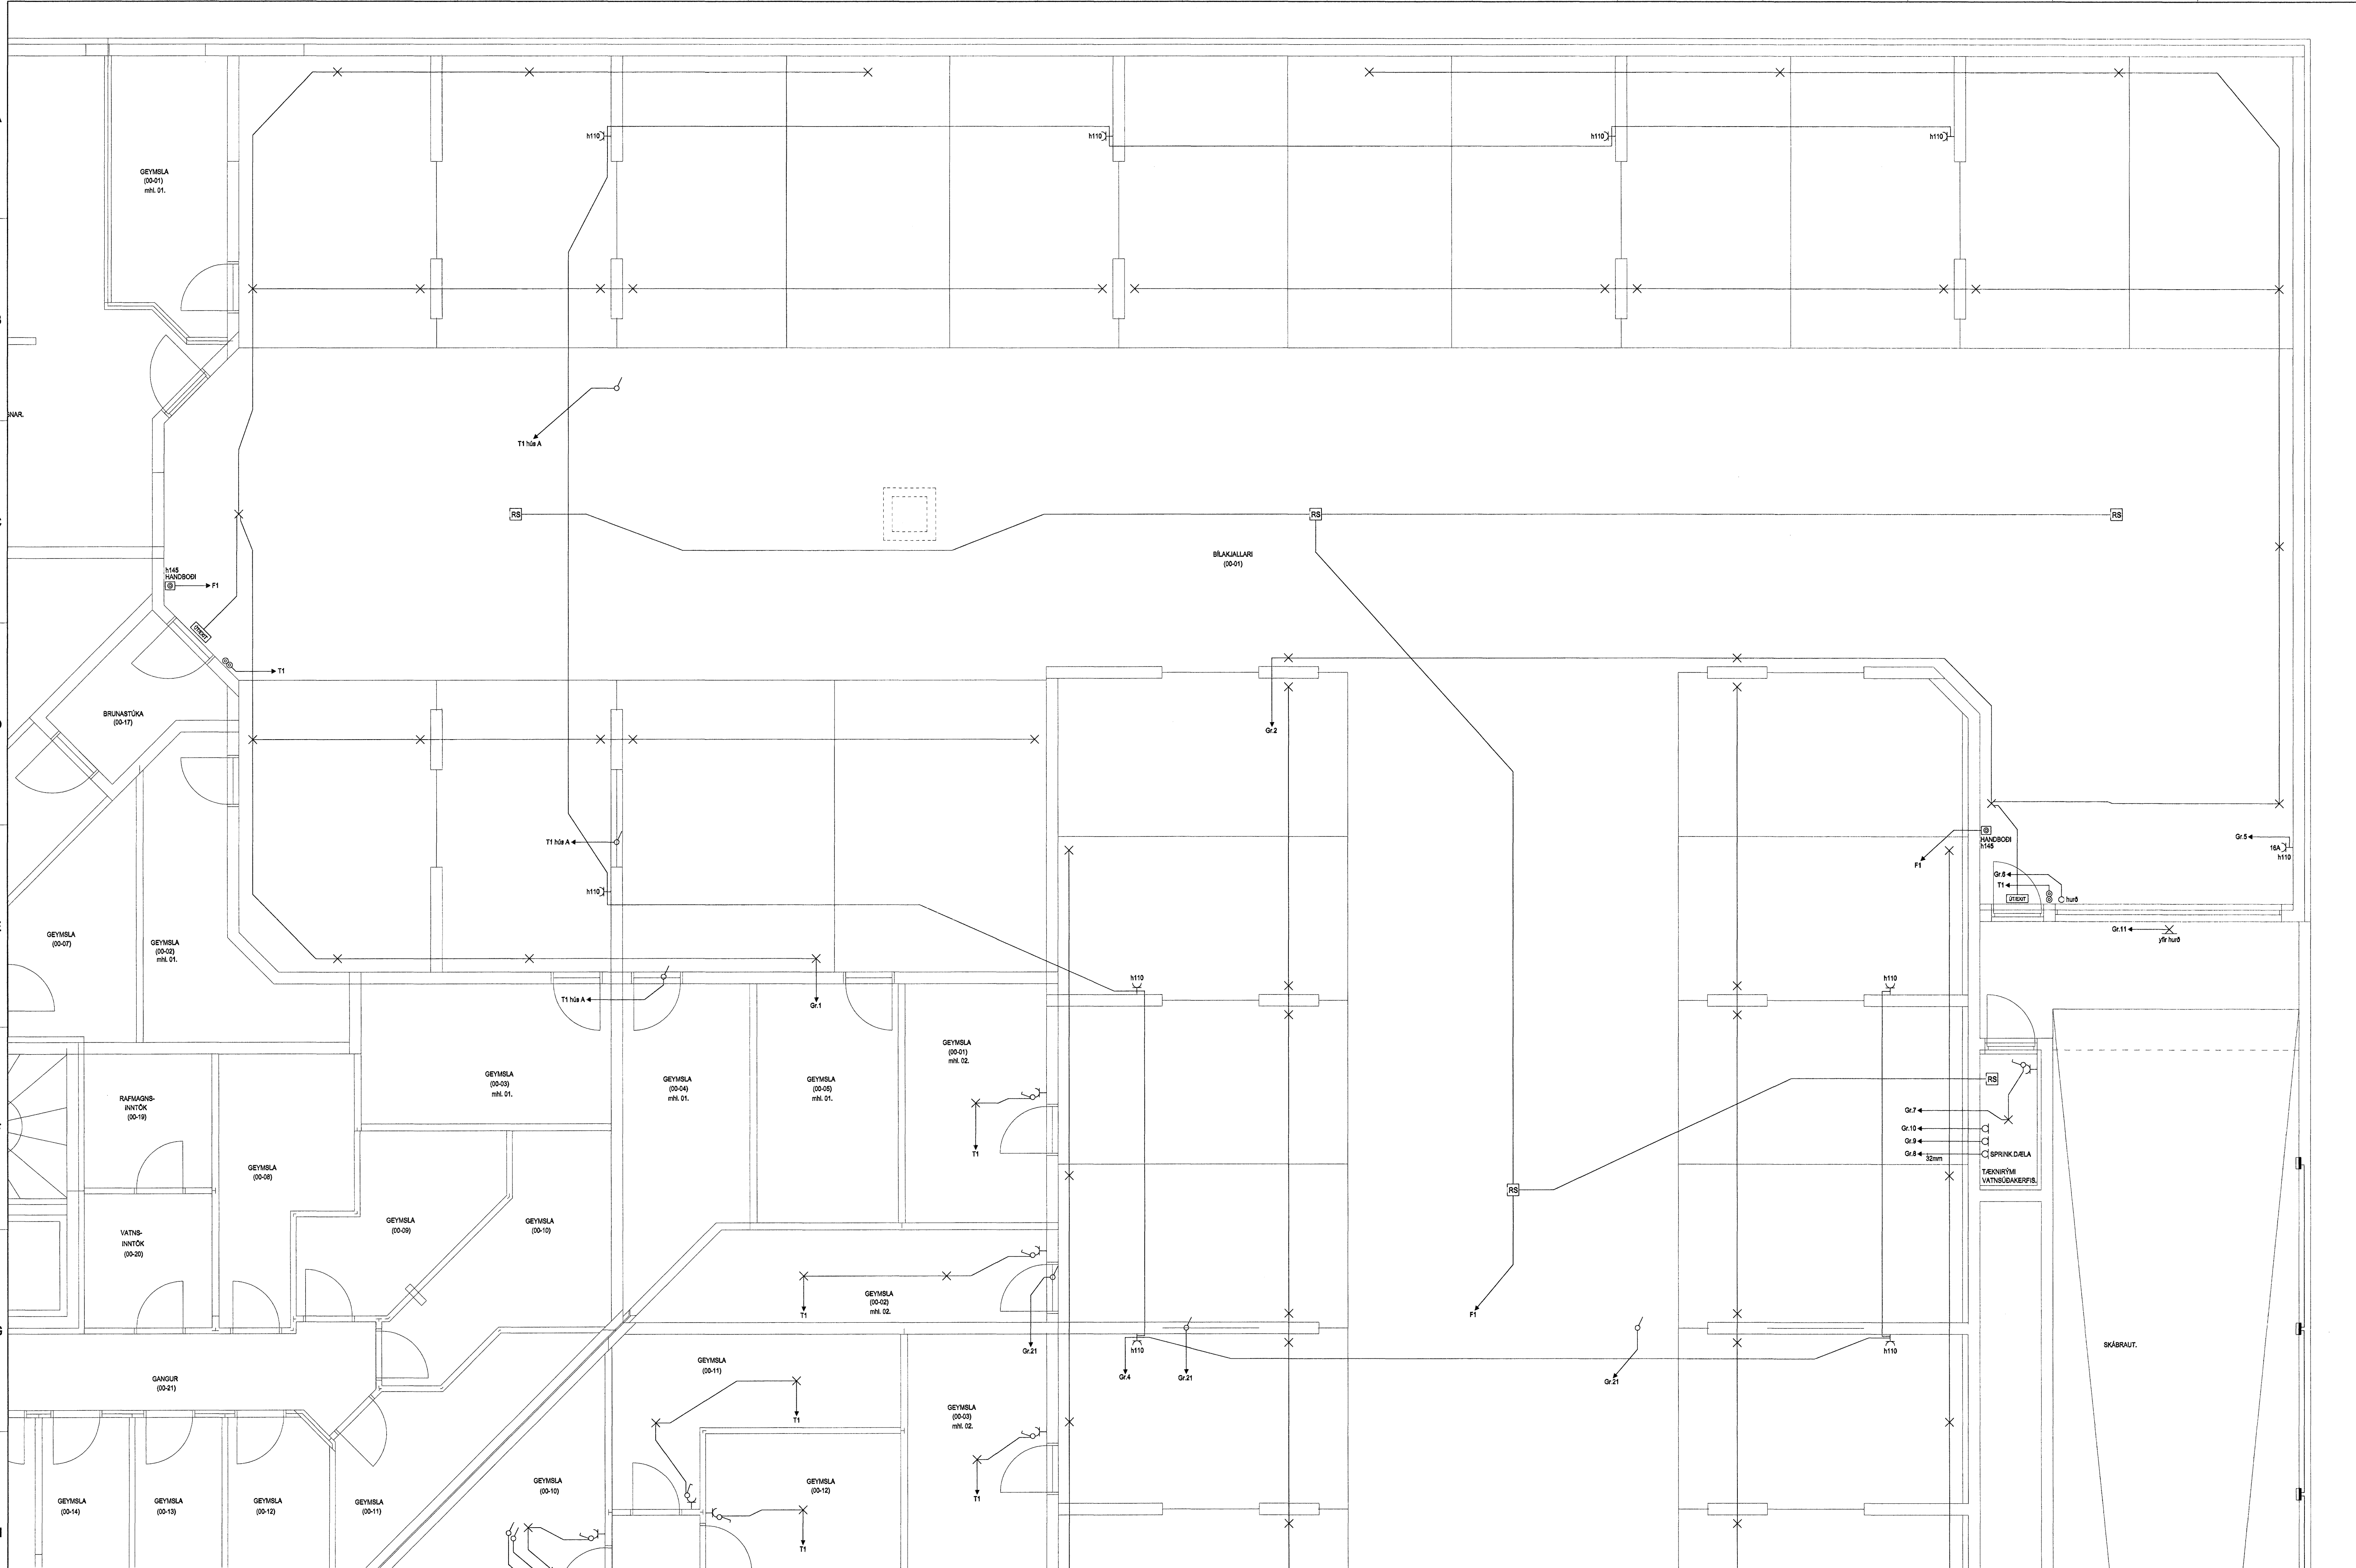 h110
h110
h110
h110
GEYMSLA
(00-01)
mhl. 01.
T1 hús A
RS
RS
RS
BÍLAKJALLARI
(00-01)
h145
HANDBOÐI
F1
ÚT/EXIT
T1
BRUNASTÚKA
(00-17)
Gr.2
T1 hús A
h110
HANDBOÐI
h145
F1
Gr.5
16A
h110
Gr.6
T1
ÚT/EXIT
hurð
Gr.11
yfir hurð
GEYMSLA
(00-07)
GEYMSLA
(00-02)
mhl. 01.
T1 hús A
Gr.1
h110
h110
GEYMSLA
(00-03)
mhl. 01.
GEYMSLA
(00-04)
mhl. 01.
GEYMSLA
(00-05)
mhl. 01.
GEYMSLA
(00-01)
mhl. 02.
T1
RAFMAGNS-
INNTÖK
(00-19)
GEYMSLA
(00-08)
RS
Gr.7
Gr.10
Gr.9
Gr.8
32mm
SPRINK.DÆLA
TÆKNIRÝMI
VATNSÚÐAKERFIS.
RS
VATNS-
INNTÖK
(00-20)
GEYMSLA
(00-09)
GEYMSLA
(00-10)
GEYMSLA
(00-02)
mhl. 02.
T1
F1
Gr.21
h110
Gr.4
Gr.21
Gr.21
h110
SKÁBRAUT.
GANGUR
(00-21)
GEYMSLA
(00-11)
T1
GEYMSLA
(00-03)
mhl. 02.
T1
GEYMSLA
(00-14)
GEYMSLA
(00-13)
GEYMSLA
(00-12)
GEYMSLA
(00-11)
GEYMSLA
(00-10)
GEYMSLA
(00-12)
T1